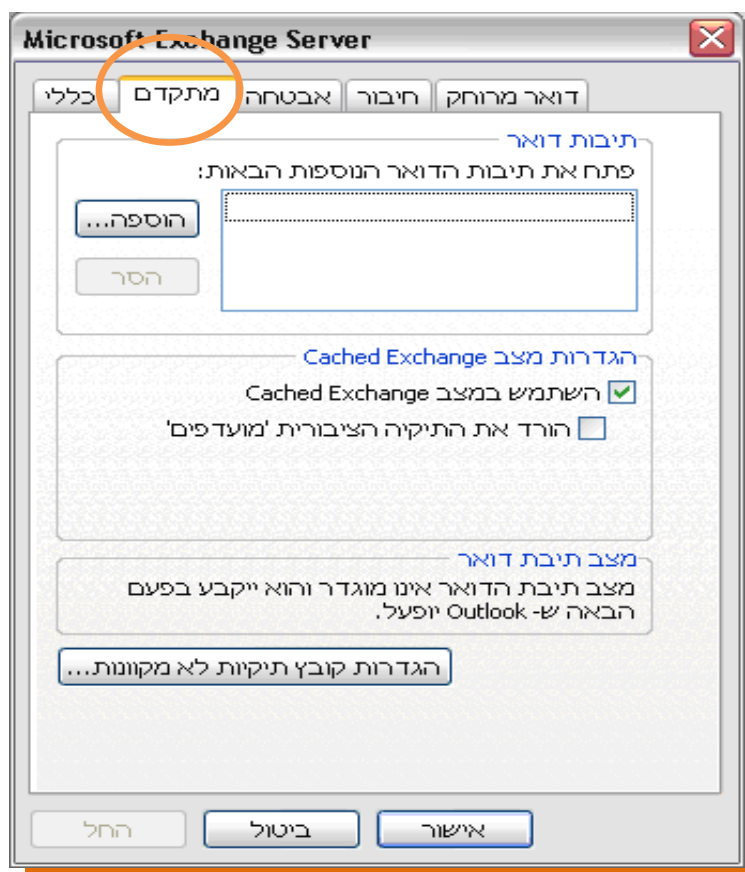 Microsoft Exchange Server
כללי מתקדם אבטחה חיבור דואר מרוחק
תיבות דואר
פתח את תיבות הדואר הנוספות הבאות:
הוספה...
הסר
הגדרות מצב Cached Exchange
השתמש במצב Cached Exchange
הורד את התיקיה הציבורית 'מועדפים'
מצב תיבת דואר
מצב תיבת הדואר אינו מוגדר והוא ייקבע בפעם
הבאה ש- Outlook יופעל.
הגדרות קובץ תיקיות לא מקוונות...
אישור ביטול החל